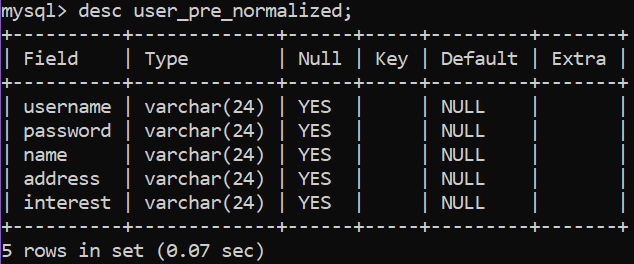 mysql> desc user_pre_normalized;
+----------+-------------+------+-----+---------+-------+
| Field    | Type        | Null | Key | Default | Extra |
+----------+-------------+------+-----+---------+-------+
| username | varchar(24) | YES  |     | NULL    |       |
| password | varchar(24) | YES  |     | NULL    |       |
| name     | varchar(24) | YES  |     | NULL    |       |
| address  | varchar(24) | YES  |     | NULL    |       |
| interest | varchar(24) | YES  |     | NULL    |       |
+----------+-------------+------+-----+---------+-------+
5 rows in set (0.07 sec)